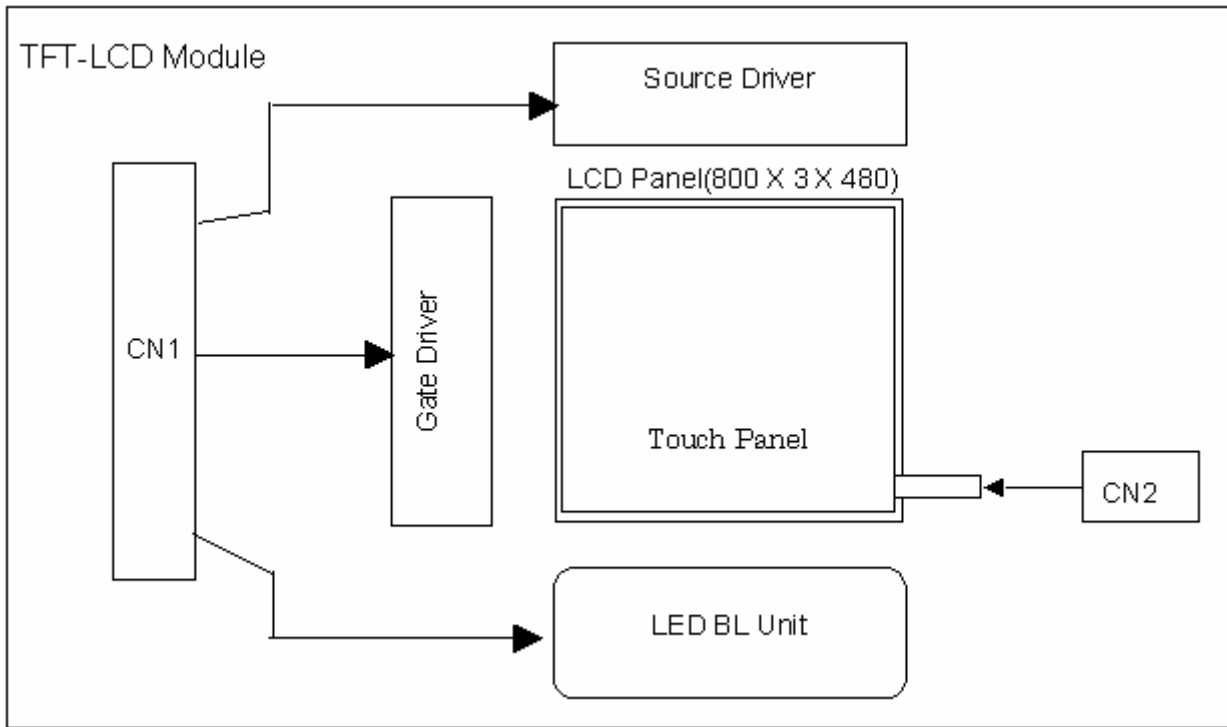 TFT-LCD Module
Source Driver
LCD Panel(800 X 3 X 480)
CN1
Gate Driver
Touch Panel
CN2
LED BL Unit